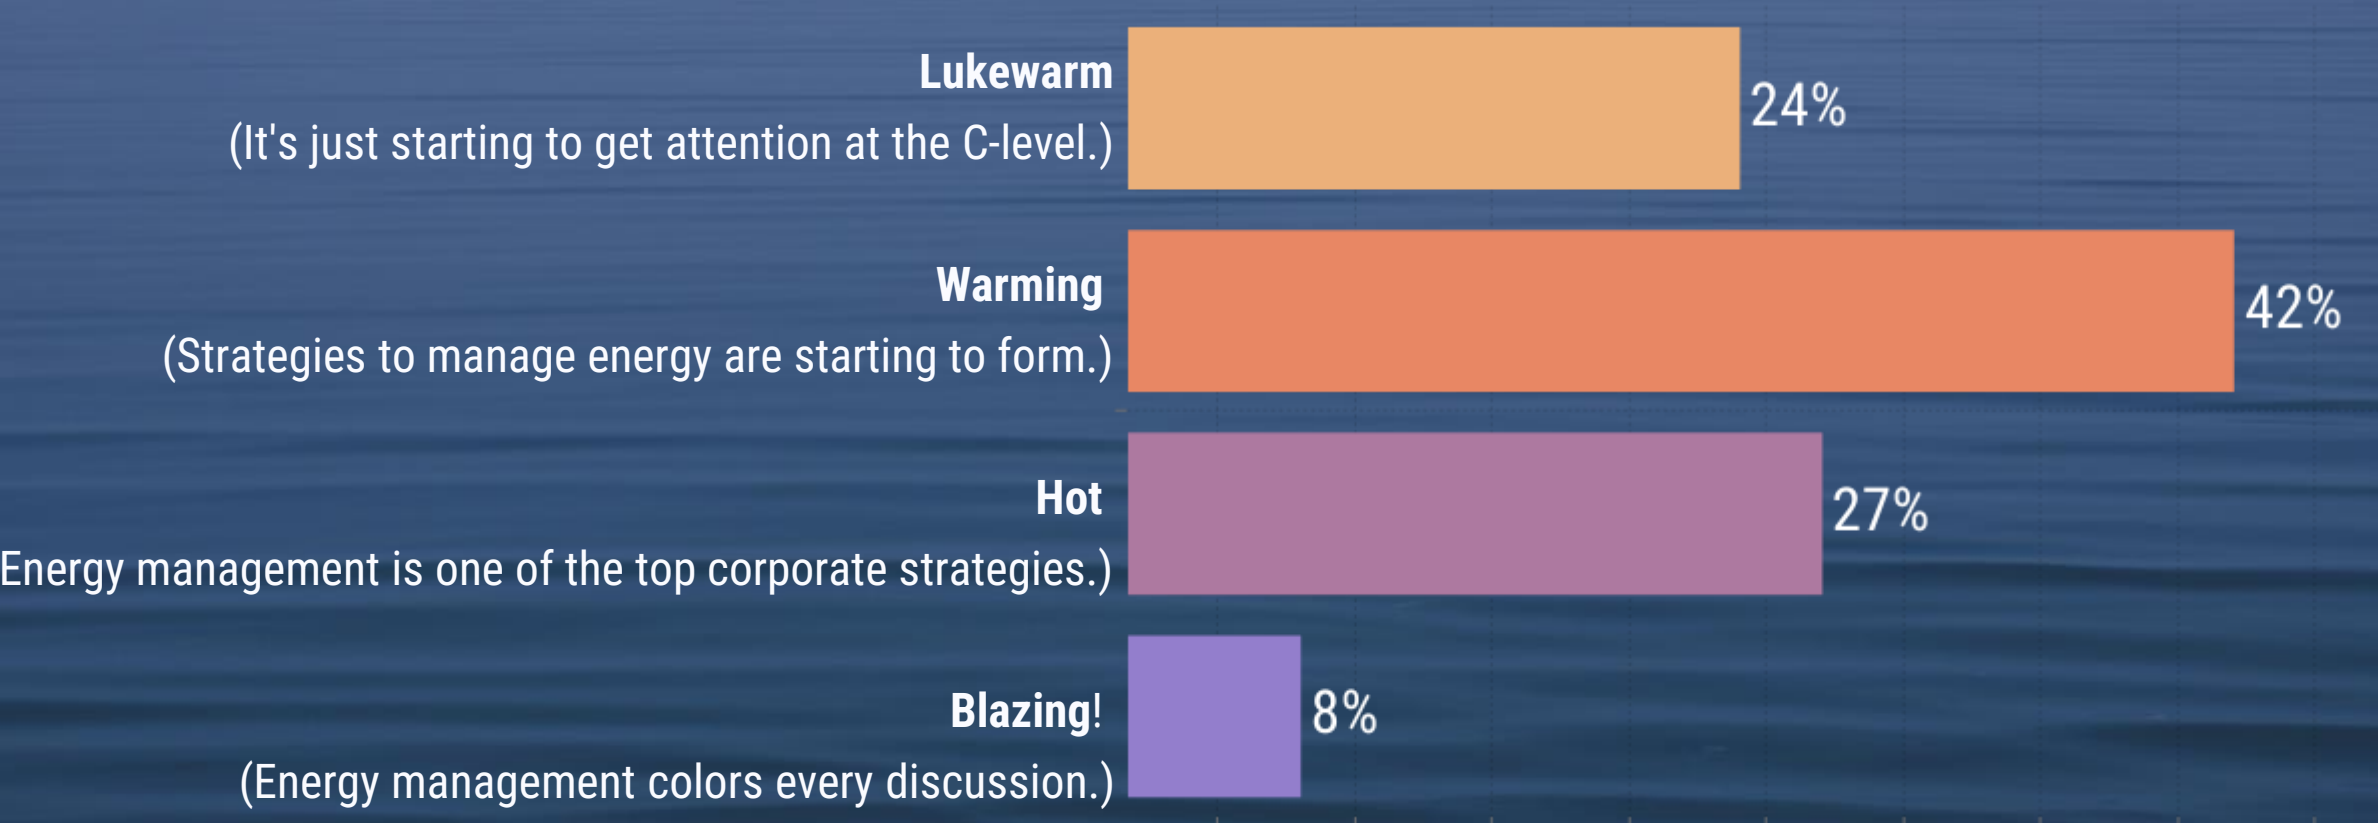 Lukewarm
(It's just starting to get attention at the C-level.)
24%
Warming
(Strategies to manage energy are starting to form.)
42%
Hot
Energy management is one of the top corporate strategies.)
27%
Blazing!
(Energy management colors every discussion.)
8%